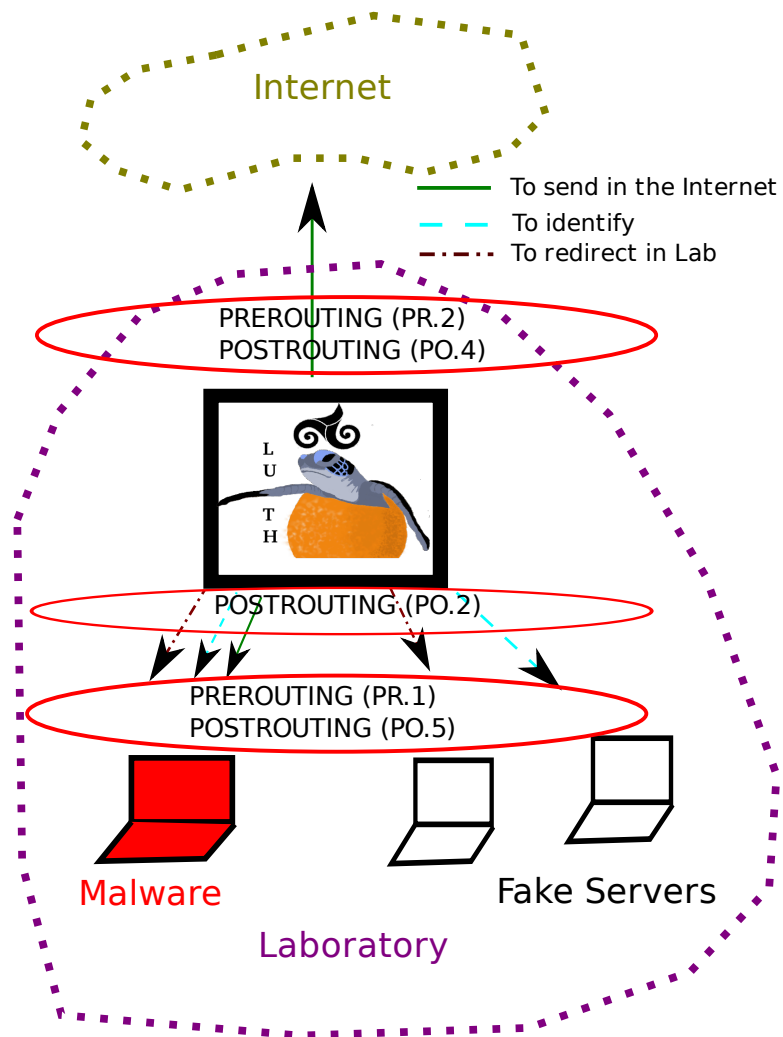 Internet
To send in the Internet
To identify
To redirect in Lab
PREROUTING (PR.2)
POSTROUTING (PO.4)
L
U
T
H
POSTROUTING (PO.2)
PREROUTING (PR.1)
POSTROUTING (PO.5)
Malware
Fake Servers
Laboratory